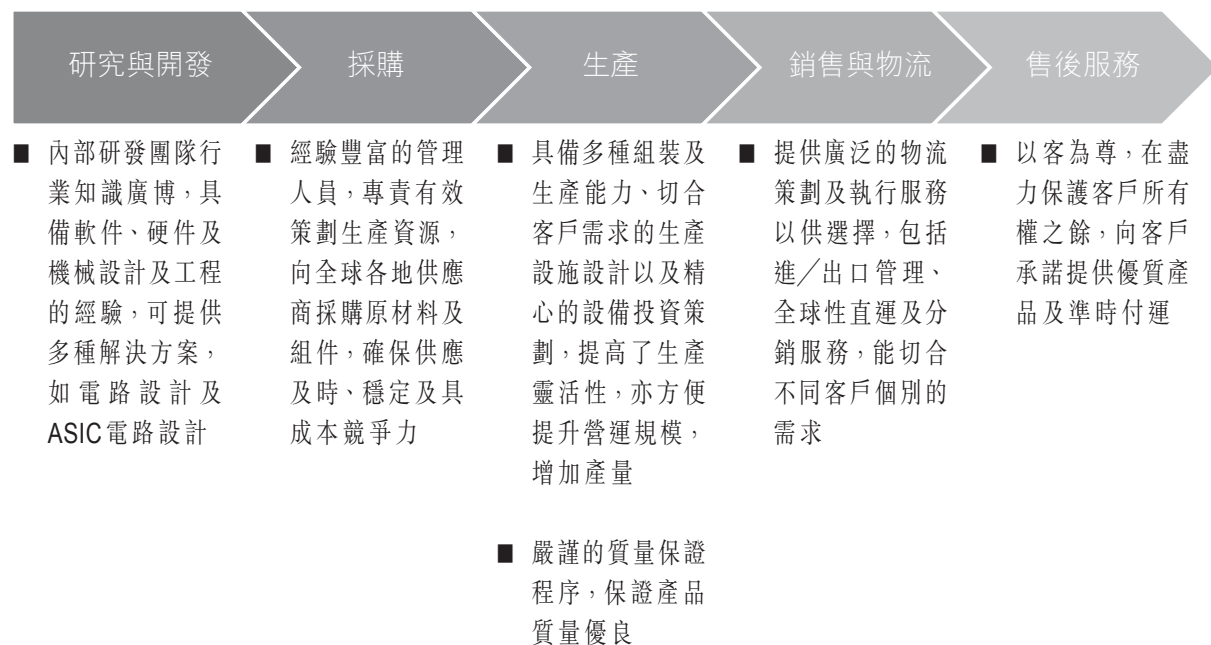 研究與開發
採購
生產
銷售與物流
售後服務
■ 內部研發團隊行
業知識廣博，具
備軟件、硬件及
機械設計及工程
的經驗，可提供
多種解決方案，
如電路設計及
ASIC電路設計
■ 經驗豐富的管理
人員，專責有效
策劃生產資源，
向全球各地供應
商採購原材料及
組件，確保供應
及時、穩定及具
成本競爭力
■ 具備多種組裝及
生產能力、切合
客戶需求的生產
設施設計以及精
心的設備投資策
劃，提高了生產
靈活性，亦方便
提升營運規模，
增加產量
■ 嚴謹的質量保證
程序，保證產品
質量優良
■ 提供廣泛的物流
策劃及執行服務
以供選擇，包括
進╱出口管理、
全球性直運及分
銷服務，能切合
不同客戶個別的
需求
■ 以客為尊，在盡
力保護客戶所有
權之餘，向客戶
承諾提供優質產
品及準時付運